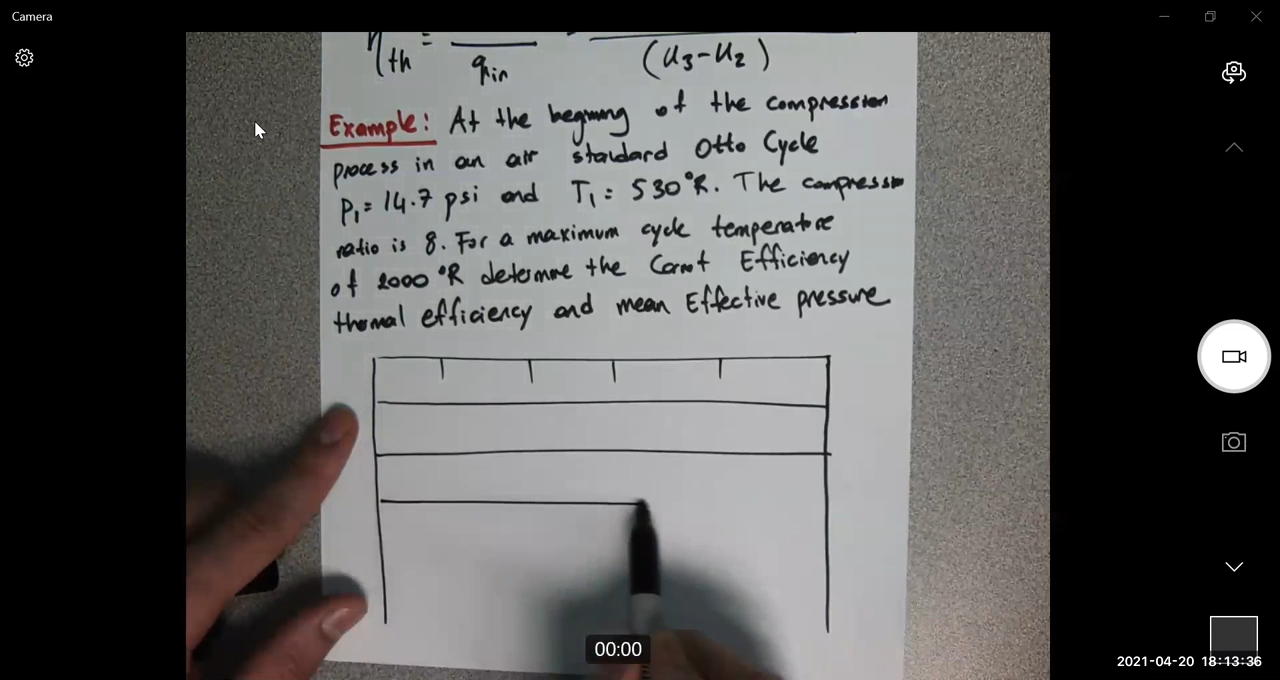 Camera
ηth = qin (u3-u2)
Example: At the beginning of the compression
process in an air standard Otto Cycle
P1= 14.7 psi and T1= 530°R. The compression
ratio is 8. For a maximum cycle temperature
of 2000 °R determine the Carnot Efficiency
thermal efficiency and mean Effective pressure
00:00
2021-04-20 18:13:36